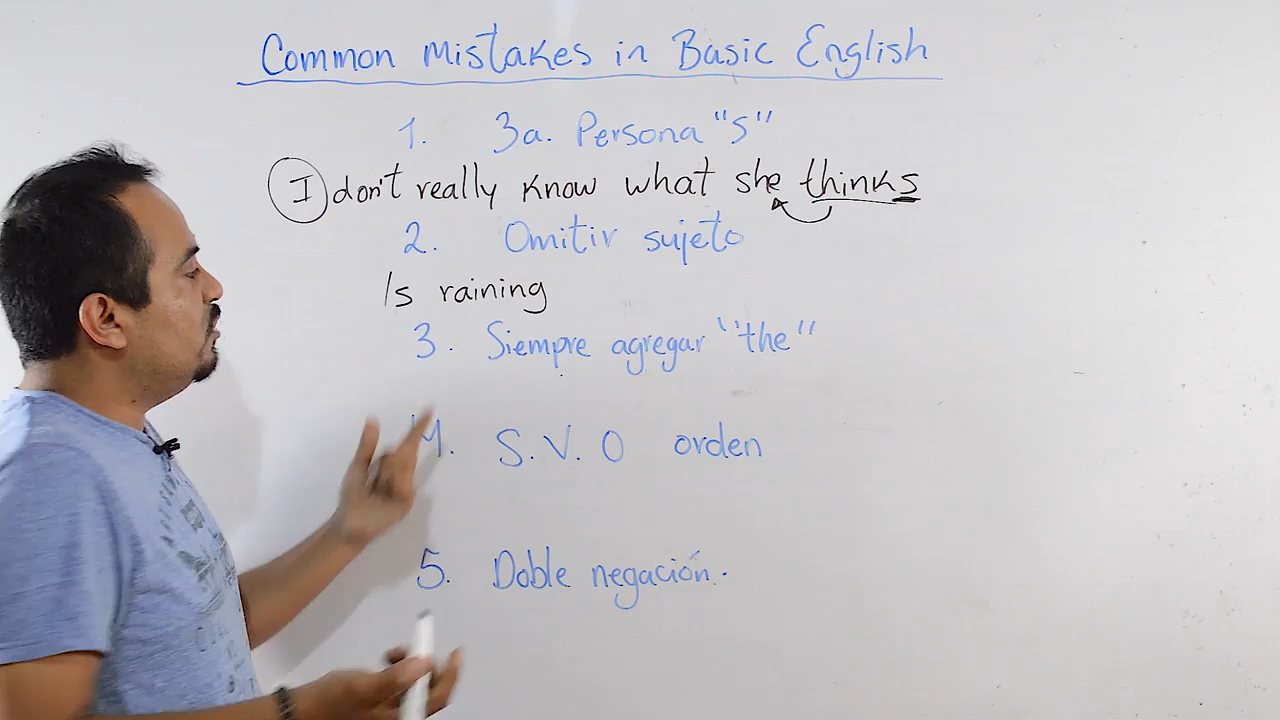 Common Mistakes in Basic English
1. 3a. Persona "S"
I don't really know what she thinks
2. Omitir sujeto
Is raining
3. Siempre agregar "the"
4. S. V. O orden
5. Doble negación.